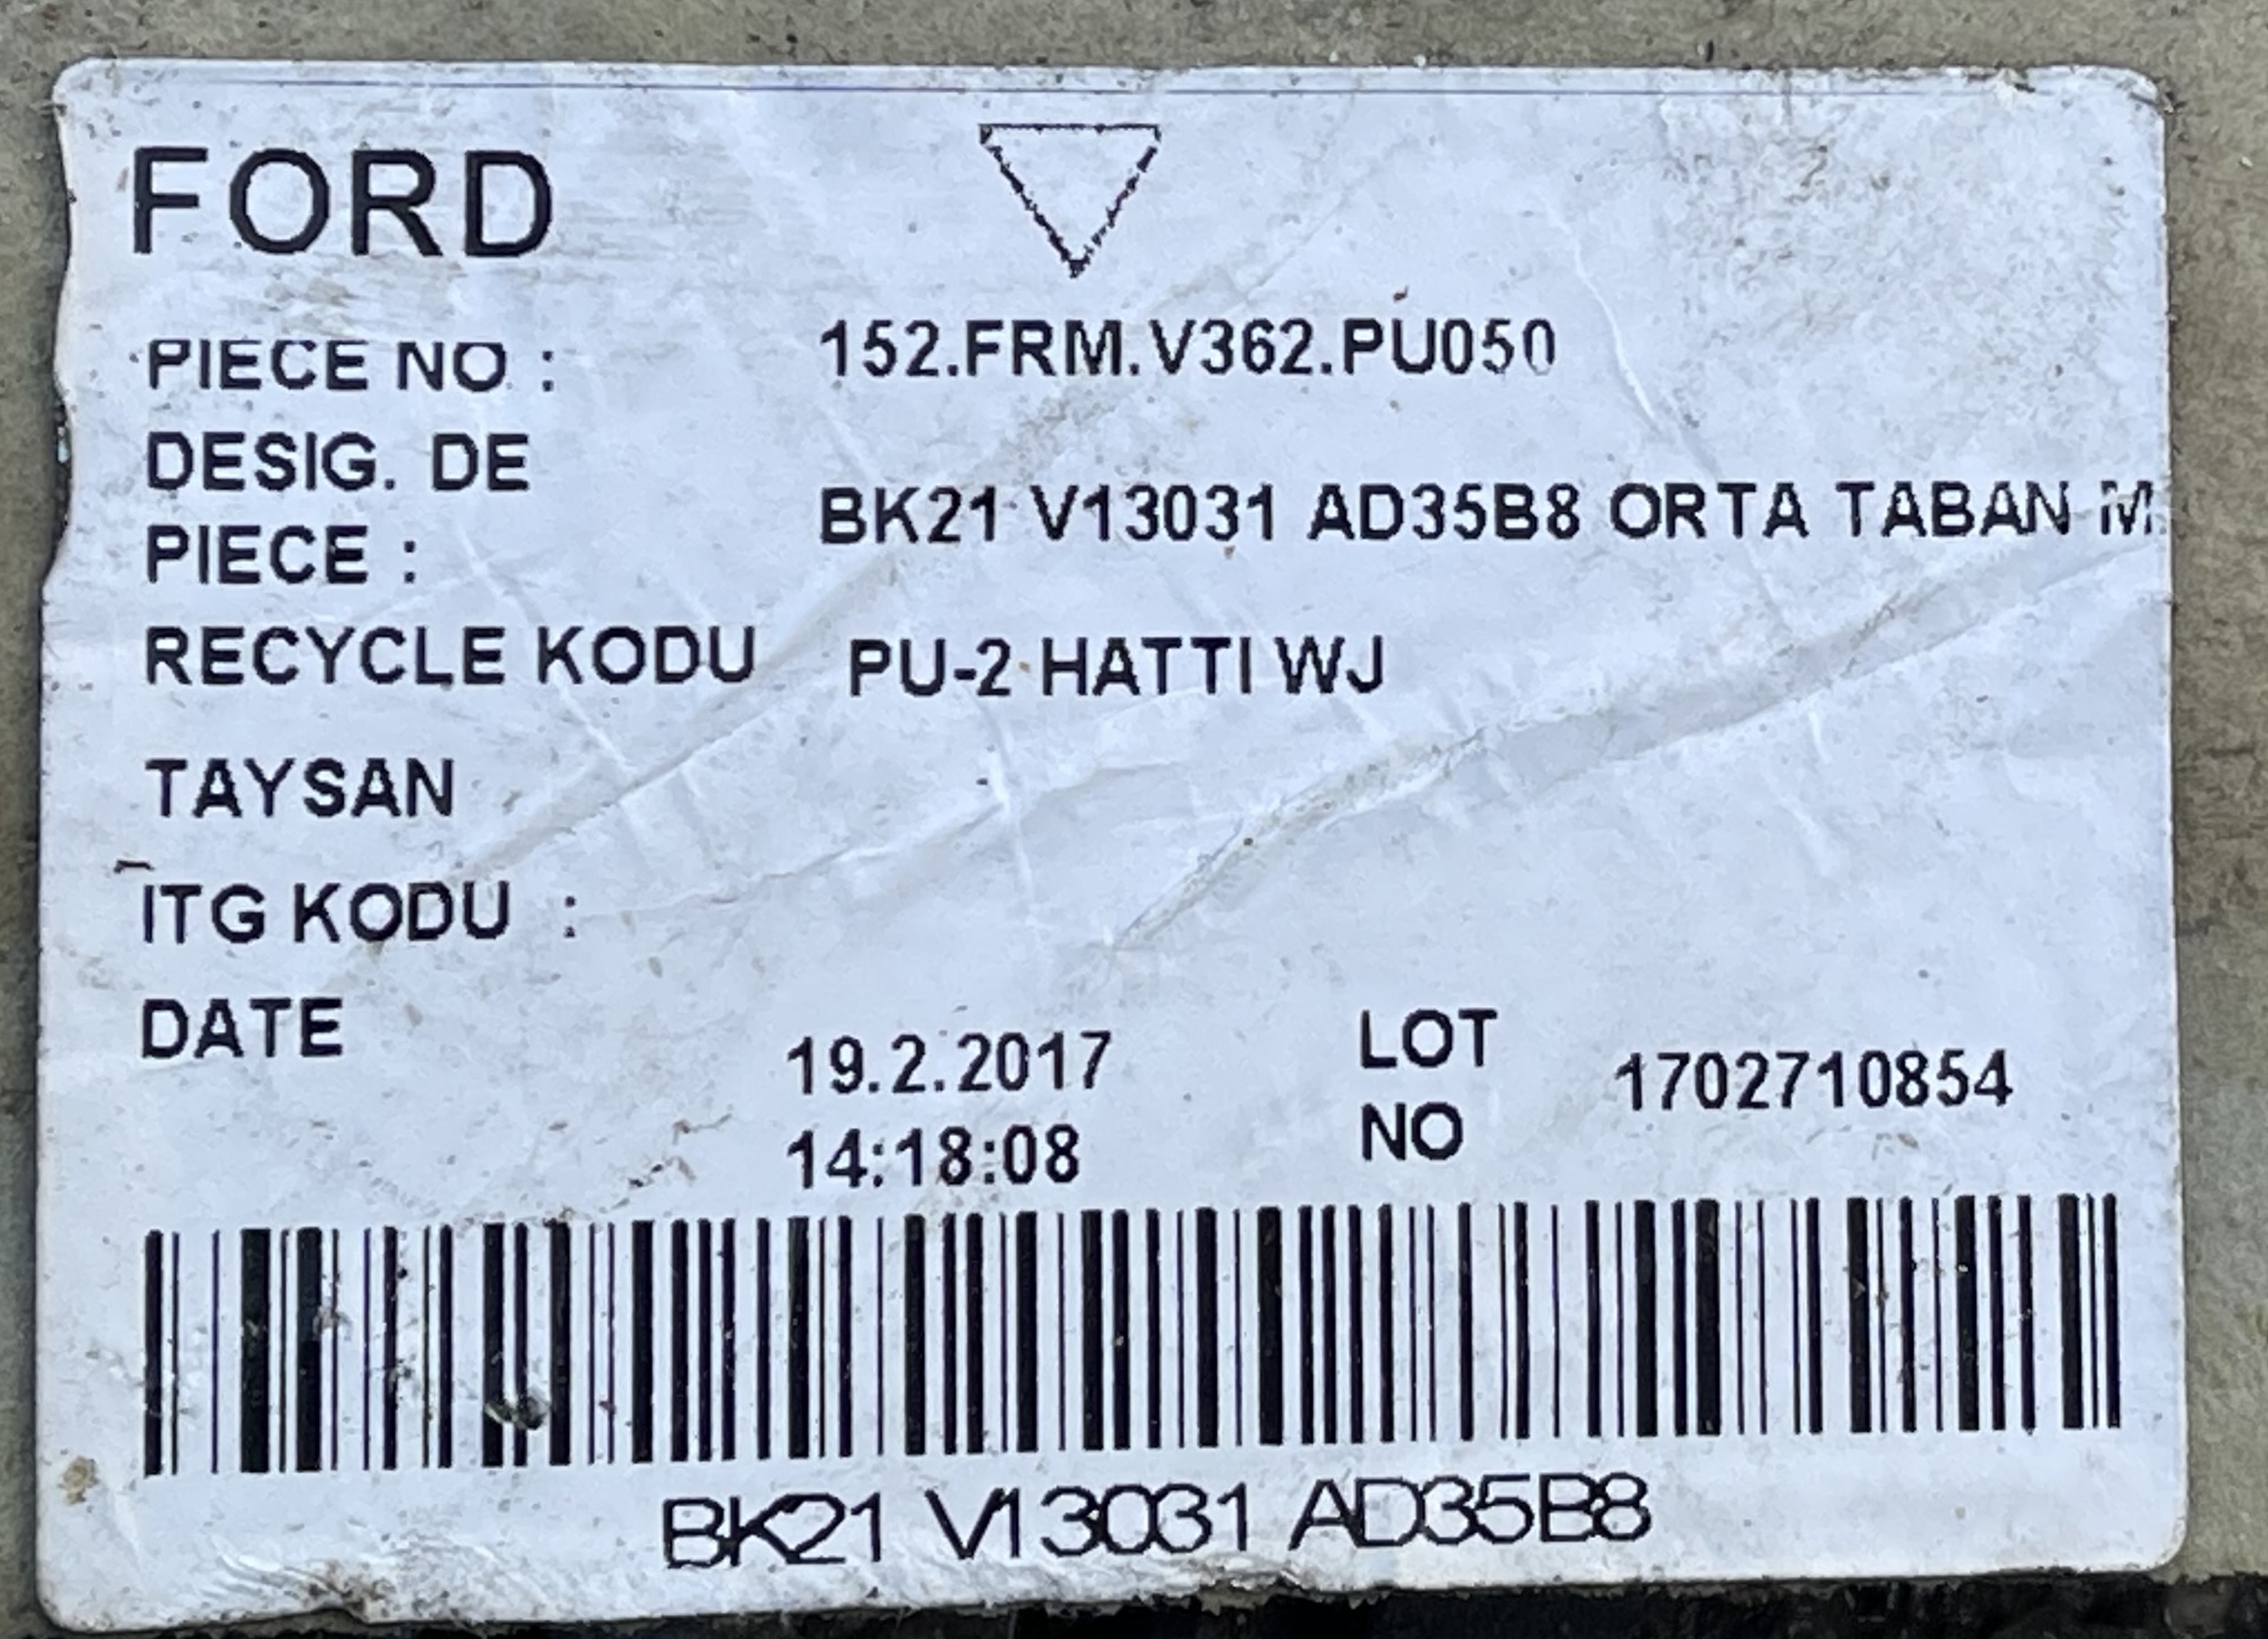 FORD
PIECE NO : 152.FRM.V362.PU050
DESIG. DE
PIECE : BK21 V13031 AD35B8 ORTA TABAN M
RECYCLE KODU PU-2 HATTI WJ
TAYSAN
ITG KODU :
DATE 19.2.2017
14:18:08
LOT
NO 1702710854
BK21 V13031 AD35B8